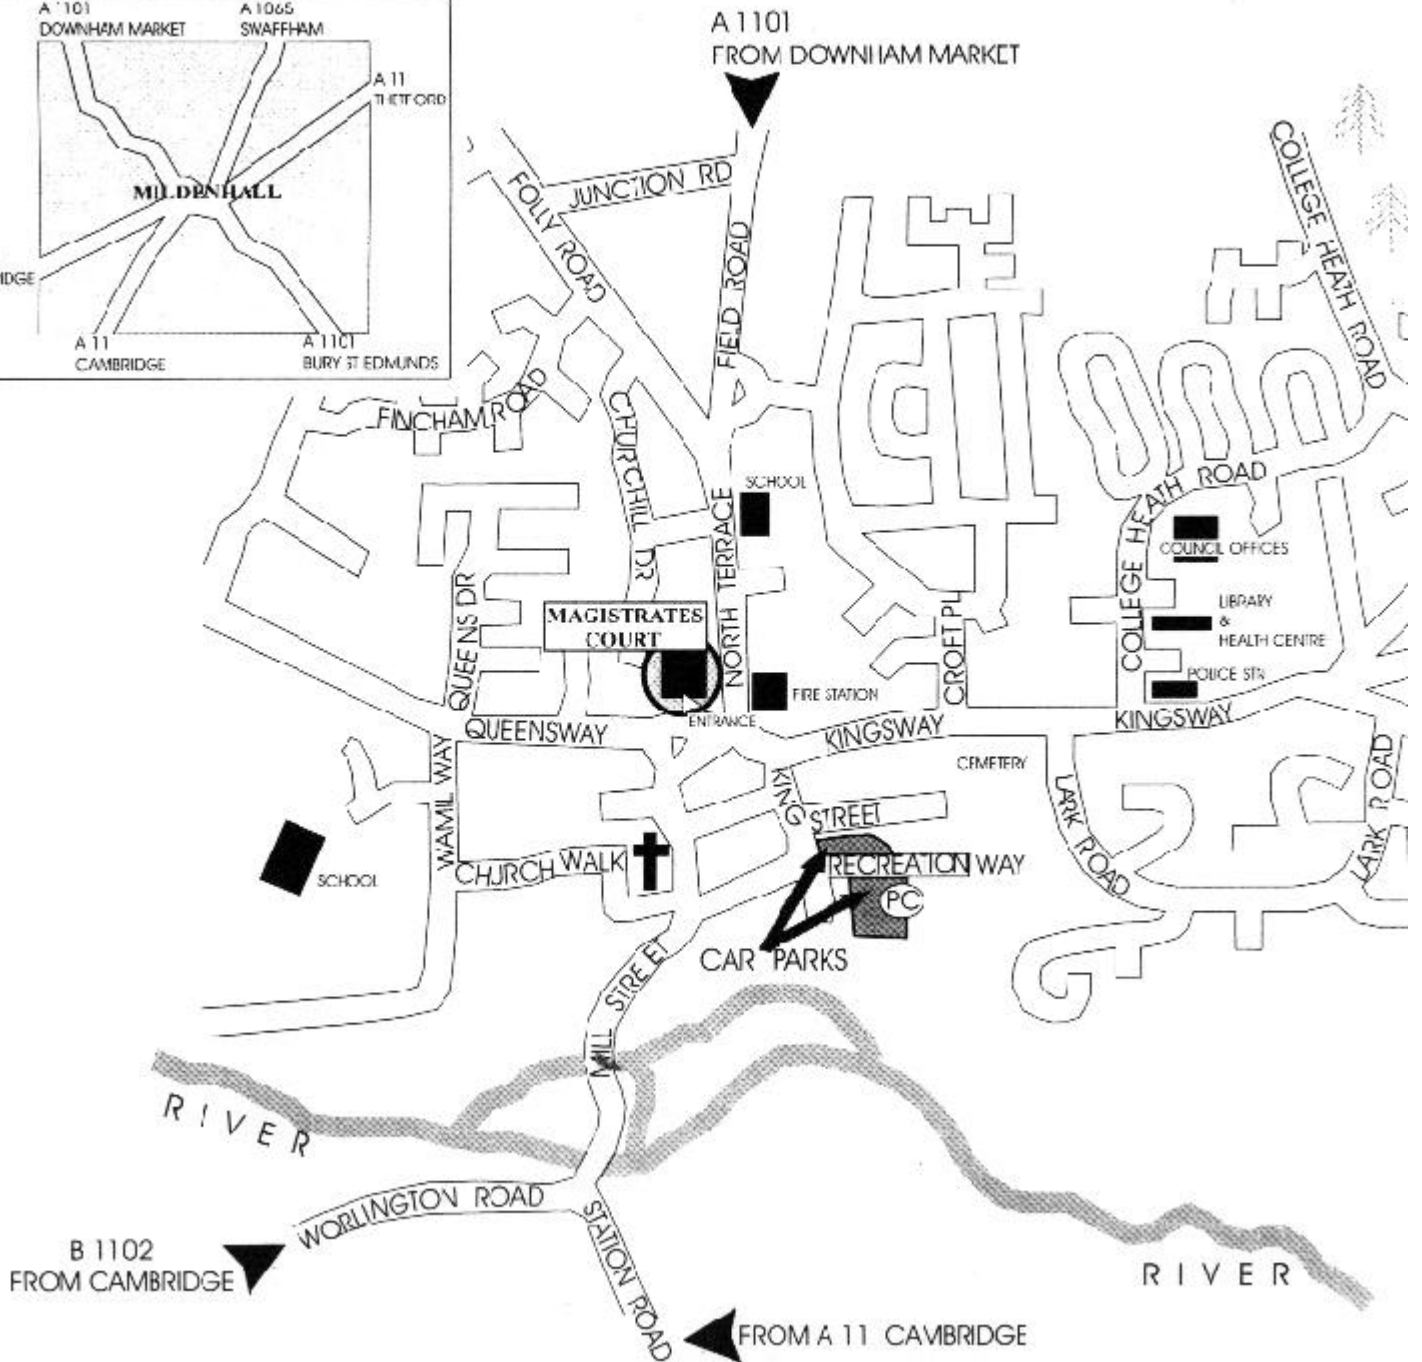 A 1101
DOWNHAM MARKET
A 1065
SWAFFHAM
A 11
THETFORD
MILDENHALL
IDGE
A 11
CAMBRIDGE
A 1101
BURY ST EDMUNDS
A 1101
FROM DOWNHAM MARKET
JUNCTION RD
FOLLY ROAD
FIELD ROAD
COLLEGE HEATH ROAD
FINCHAM ROAD
CHURCHILL DR
SCHOOL
NORTH TERRACE
COLLEGE HEATH ROAD
COUNCIL OFFICES
QUEENS DR
MAGISTRATES
COURT
CROFT PL
LIBRARY
&
HEALTH CENTRE
POLICE STN
FIRE STATION
ENTRANCE
QUEENSWAY
KINGSWAY
KINGSWAY
CEMETERY
WAMIL WAY
KING STREET
LARK ROAD
LARK ROAD
SCHOOL
CHURCH WALK
RECREATION WAY
PC
CAR PARKS
MILL STREET
RIVER
WORLINGTON ROAD
STATION ROAD
B 1102
FROM CAMBRIDGE
RIVER
FROM A 11 CAMBRIDGE